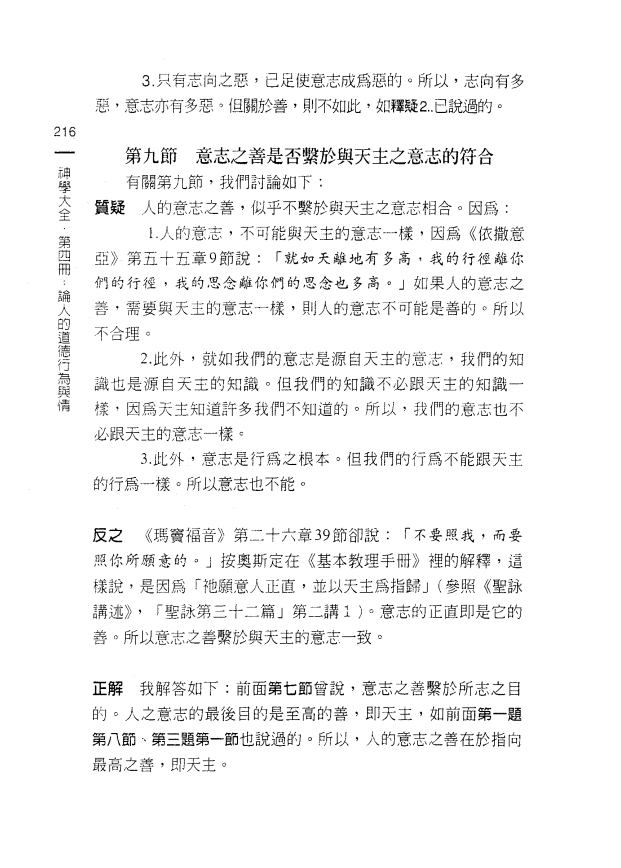 3.只有志向之惡，已足使意志成爲惡的。所以，志向有多
惡，意志亦有多惡。但關於善，則不如此，如釋疑2..已說過的。
216
神學大全．第四冊：論人的道德行為與情
第九節　意志之善是否繫於與天主之意志的符合
有關第九節，我們討論如下：
質疑　人的意志之善，似乎不繫於與天主之意志相合。因爲：
1.人的意志，不可能與天主的意志一樣，因爲《依撒意
亞》第五十五章9節說：「就如天離地有多高，我的行徑離你
們的行徑，我的思念離你們的思念也多高。」如果人的意志之
善，需要與天主的意志一樣，則人的意志不可能是善的。所以
不合理。
2.此外，就如我們的意志是源自天主的意志，我們的知
識也是源自天主的知識。但我們的知識不必跟天主的知識一
樣，因爲天主知道許多我們不知道的。所以，我們的意志也不
必跟天主的意志一樣。
3.此外，意志是行爲之根本。但我們的行爲不能跟天主
的行爲一樣。所以意志也不能。
反之　《瑪竇福音》第二十六章39節卻說：「不要照我，而要
照你所願意的。」按奧斯定在《基本教理手冊》裡的解釋，這
樣說，是因爲「祂願意人正直，並以天主爲指歸」（參照《聖詠
講述》，「聖詠第三十二篇」第二講1）。意志的正直即是它的
善。所以意志之善繫於與天主的意志一致。
正解　我解答如下：前面第七節曾說，意志之善繫於所志之目
的。人之意志的最後目的是至高的善，即天主，如前面第一題
第八節、第三題第一節也說過的。所以，人的意志之善在於指向
最高之善，即天主。